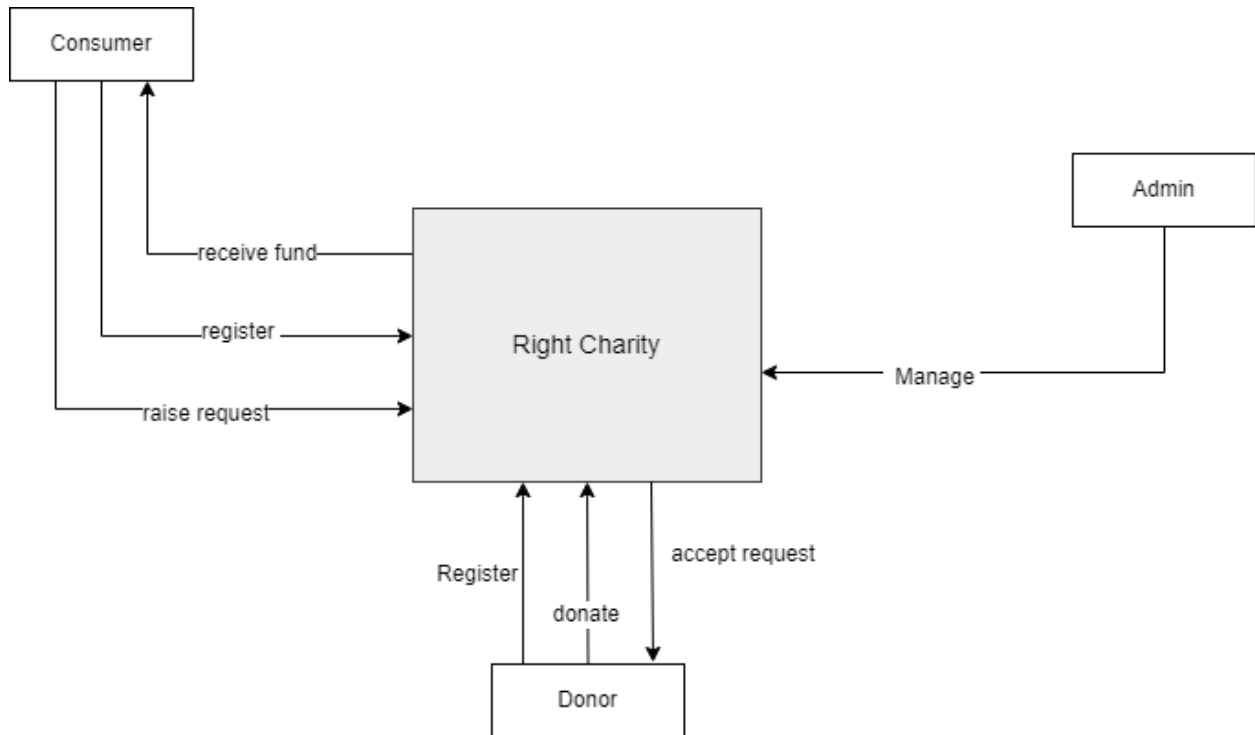 Consumer
Admin
receive fund
register
Right Charity
Manage
raise request
accept request
Register
donate
Donor